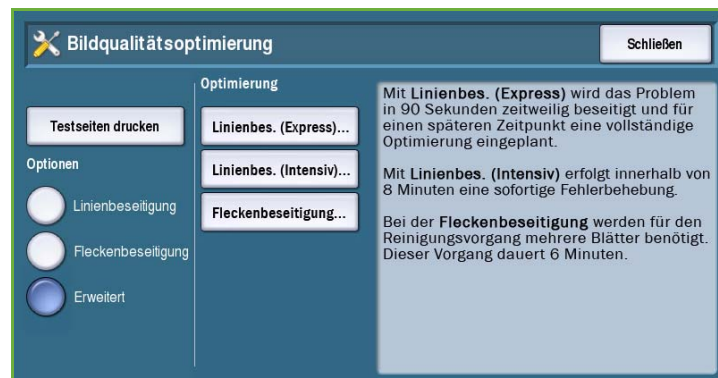 Bildqualitätsoptimierung
Schließen
Testseiten drucken
Optionen
Linienbeseitigung
Fleckenbeseitigung
Erweitert
Optimierung
Linienbes. (Express)...
Linienbes. (Intensiv)...
Fleckenbeseitigung...
Mit Linienbes. (Express) wird das Problem
in 90 Sekunden zeitweilig beseitigt und für
einen späteren Zeitpunkt eine vollständige
Optimierung eingeplant.
Mit Linienbes. (Intensiv) erfolgt innerhalb von
8 Minuten eine sofortige Fehlerbehebung.
Bei der Fleckenbeseitigung werden für den
Reinigungsvorgang mehrere Blätter benötigt.
Dieser Vorgang dauert 6 Minuten.